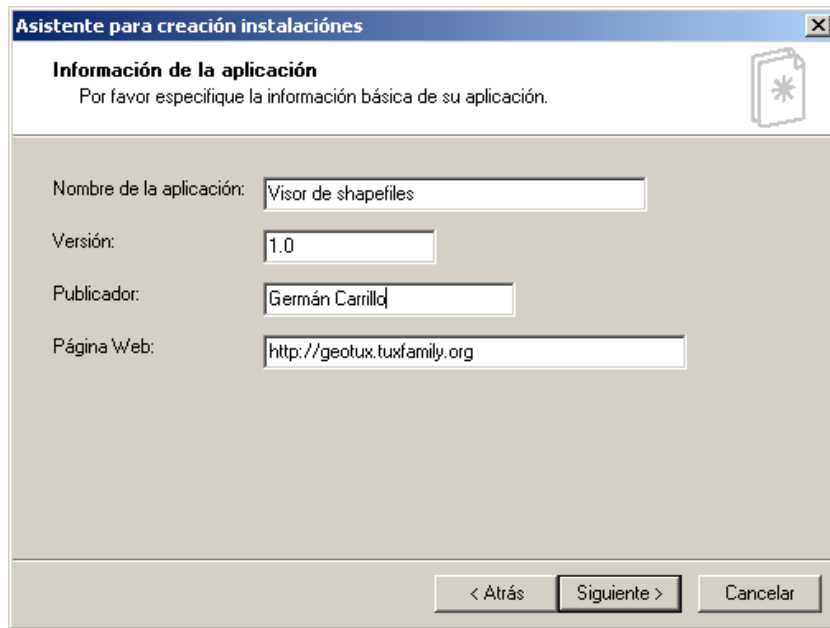 Asistente para creación instalaciónes
Información de la aplicación
Por favor especifique la información básica de su aplicación.
Nombre de la aplicación: Visor de shapefiles
Versión: 1.0
Publicador: Germán Carrillo
Página Web: http://geotux.tuxfamily.org
< Atrás Siguiente > Cancelar